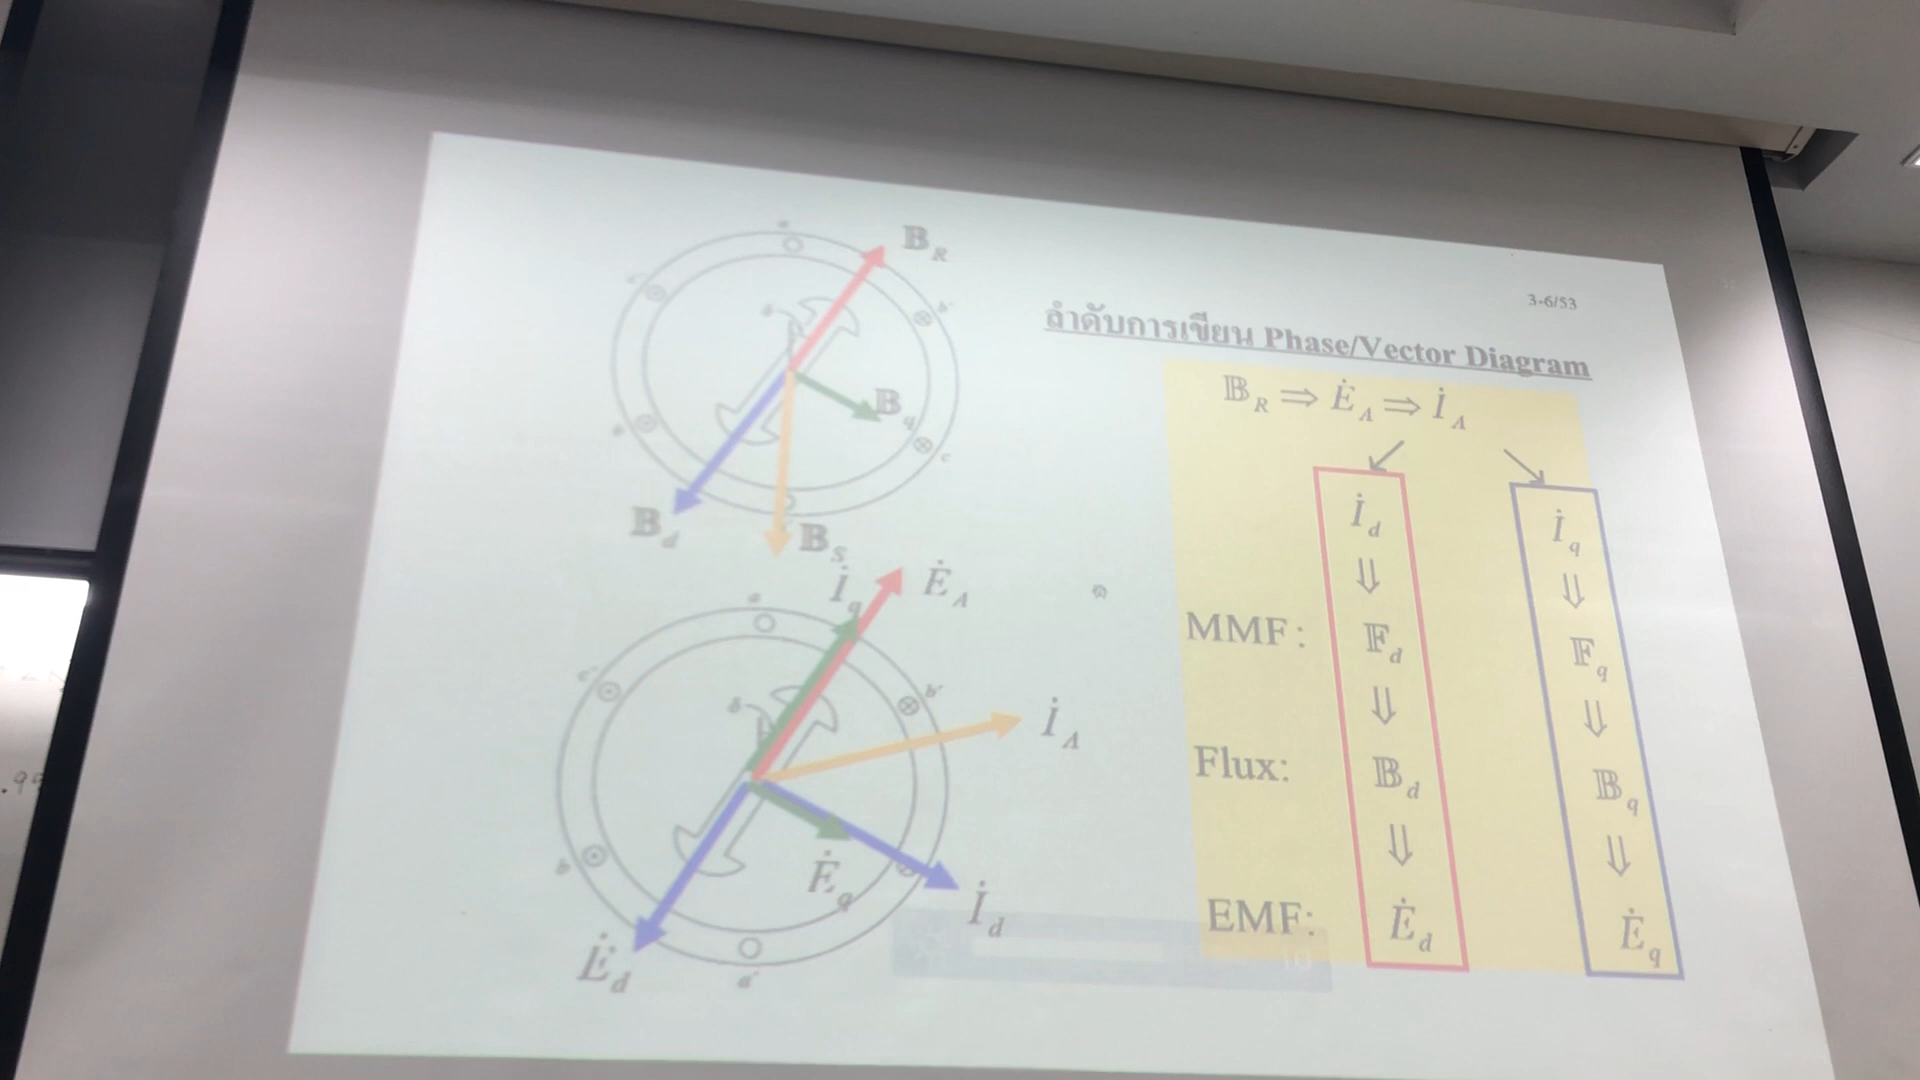 3-6/53
ลำดับการเขียน Phase/Vector Diagram
𝔹R ⇒ ĖA ⇒ İA
İd
İq
⇓
⇓
MMF: 𝔽d
𝔽q
⇓
⇓
Flux: 𝔹d
𝔹q
⇓
⇓
EMF: Ėd
Ėq
a
BR
c'
b'
δ
Bq
b
c
Bd
BS
İq
ĖA
a
c'
b'
δ
İA
b
Ėq
İd
Ėd
a'
10